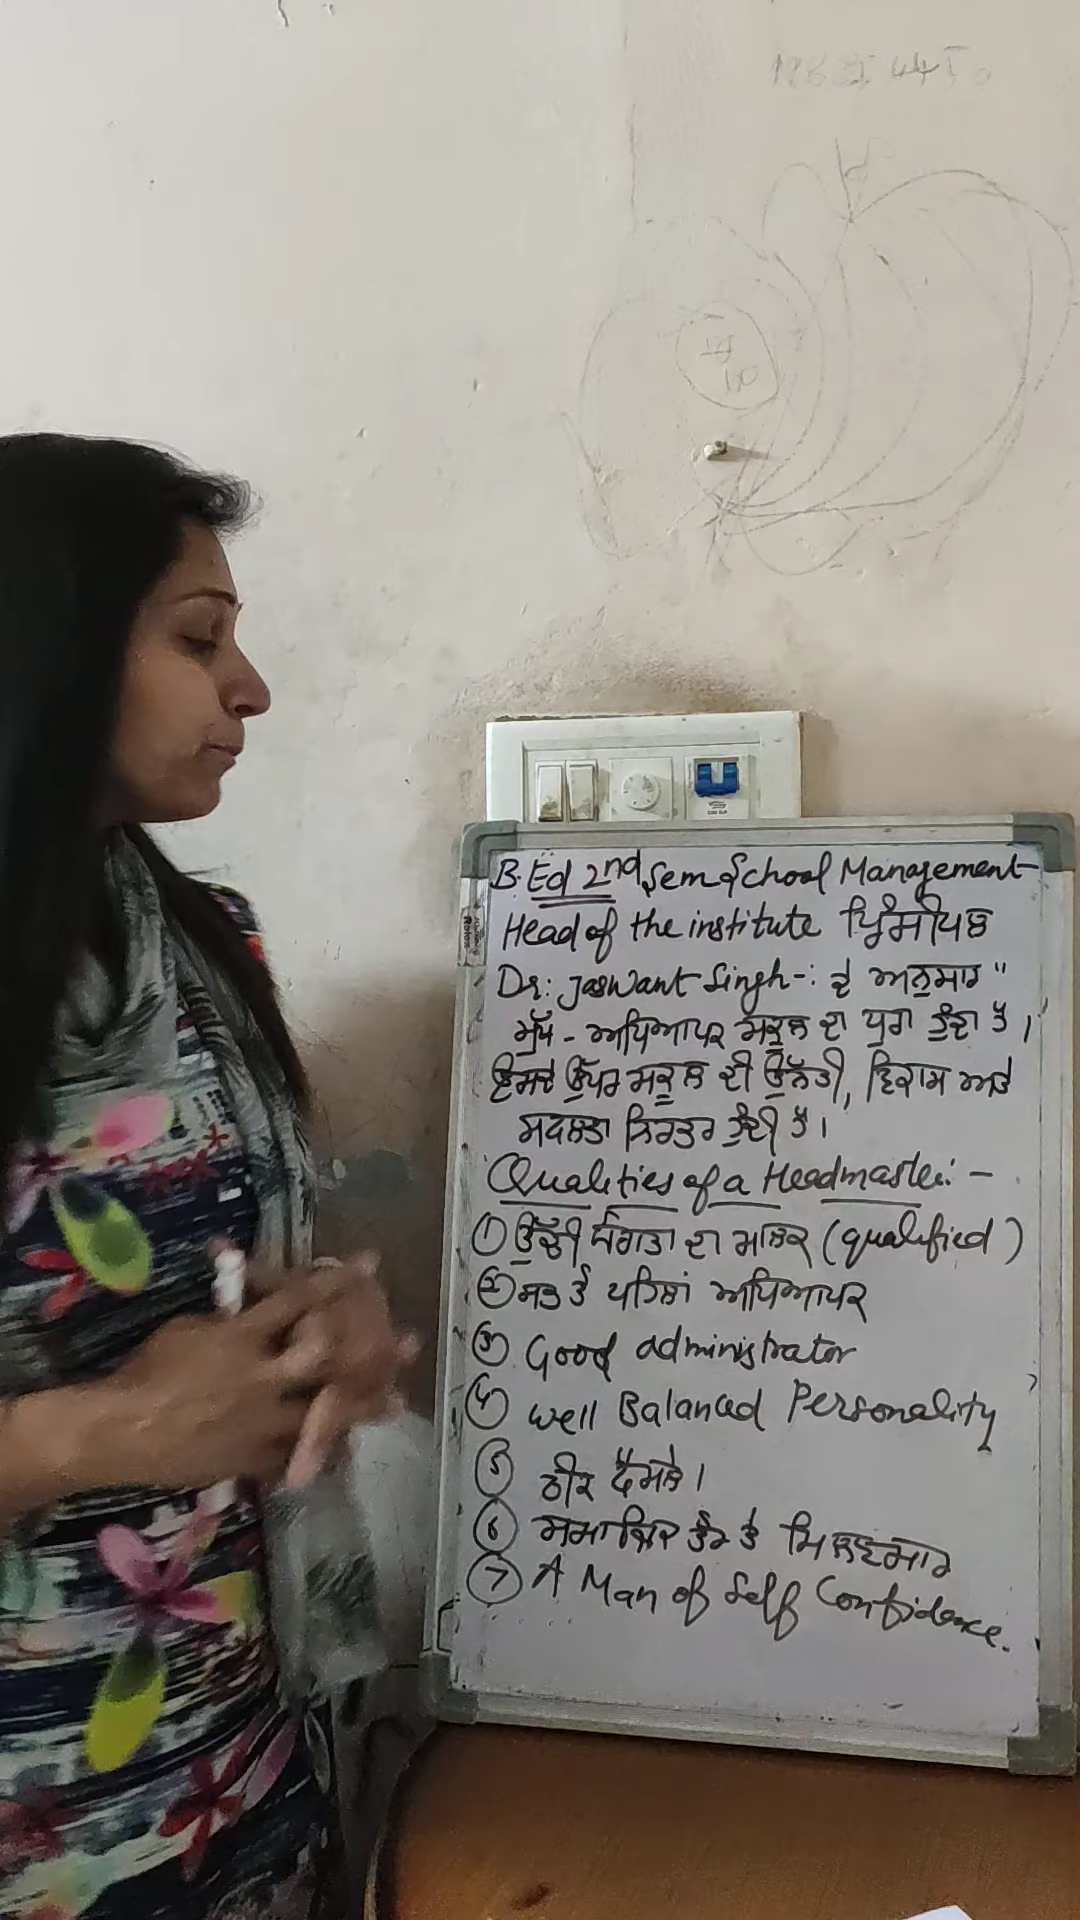 B.Ed 2nd Sem School Management
Head of the institute ਪ੍ਰਿੰਸੀਪਲ
Dr: Jaswant Singh-: ਦੇ ਅਨੁਸਾਰ "
ਮੁੱਖ - ਅਧਿਆਪਕ ਸਕੂਲ ਦਾ ਧੁਰਾ ਹੁੰਦਾ ਹੈ।
ਇਸਦੇ ਉੱਪਰ ਸਕੂਲ ਦੀ ਉੱਨਤੀ, ਵਿਕਾਸ ਅਤੇ
ਸਫਲਤਾ ਨਿਰਭਰ ਹੁੰਦੀ ਹੈ।
Qualities of a Headmaster: -
① ਉੱਚੀ ਯੋਗਤਾ ਦਾ ਮਾਲਿਕ (qualified)
② ਸਭ ਤੋਂ ਪਹਿਲਾਂ ਅਧਿਆਪਕ
③ Good administrator
④ Well Balanced Personality
⑤ ਠੀਕ ਫੈਸਲੇ।
⑥ ਸਮਾਜਿਕ ਤੌਰ ਤੇ ਮਿਲਣਸਾਰ
⑦ A Man of Self Confidence.